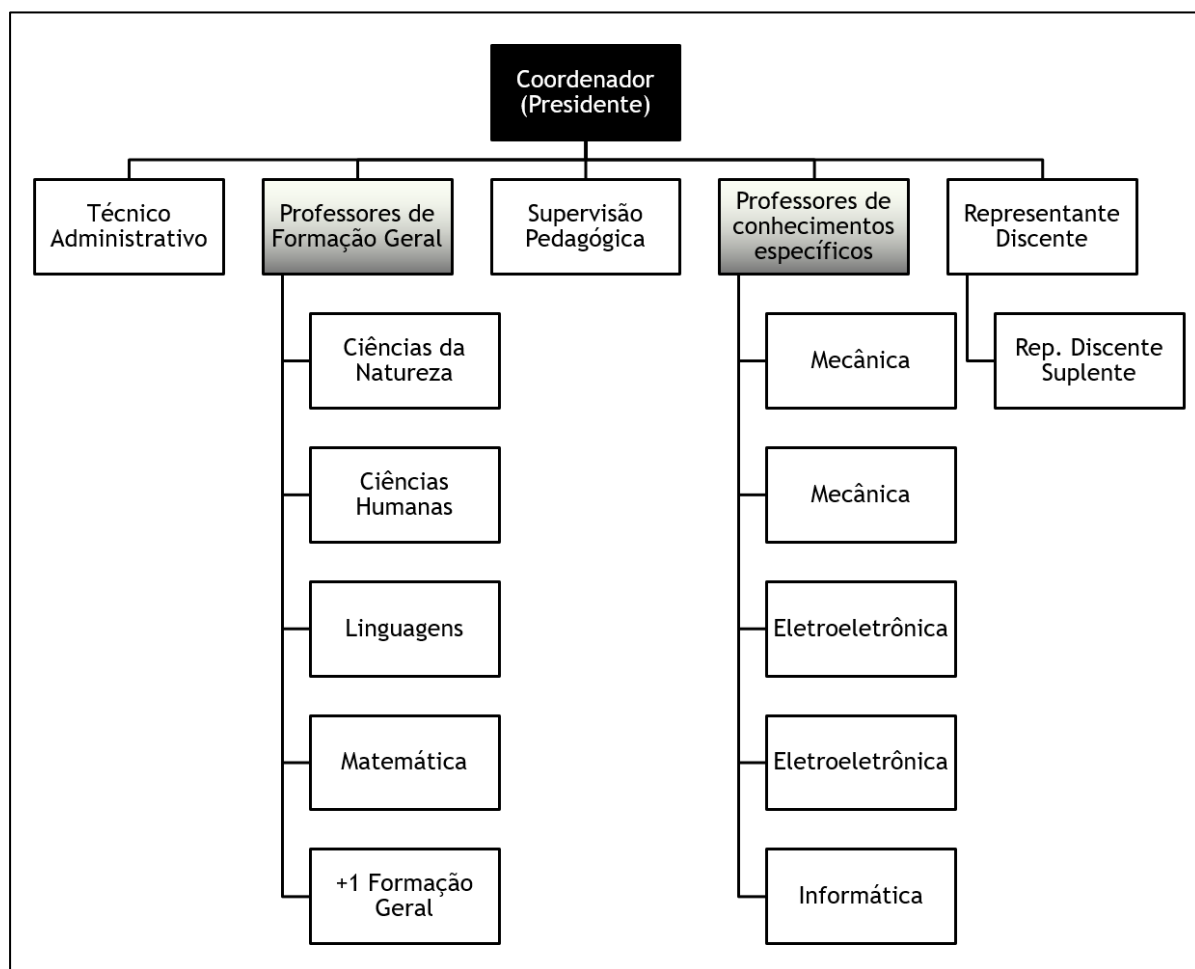 Coordenador
(Presidente)
Técnico
Administrativo
Professores de
Formação Geral
Supervisão
Pedagógica
Professores de
conhecimentos
específicos
Representante
Discente
Ciências da
Natureza
Ciências
Humanas
Linguagens
Matemática
+1 Formação
Geral
Mecânica
Mecânica
Eletroeletrônica
Eletroeletrônica
Informática
Rep. Discente
Suplente